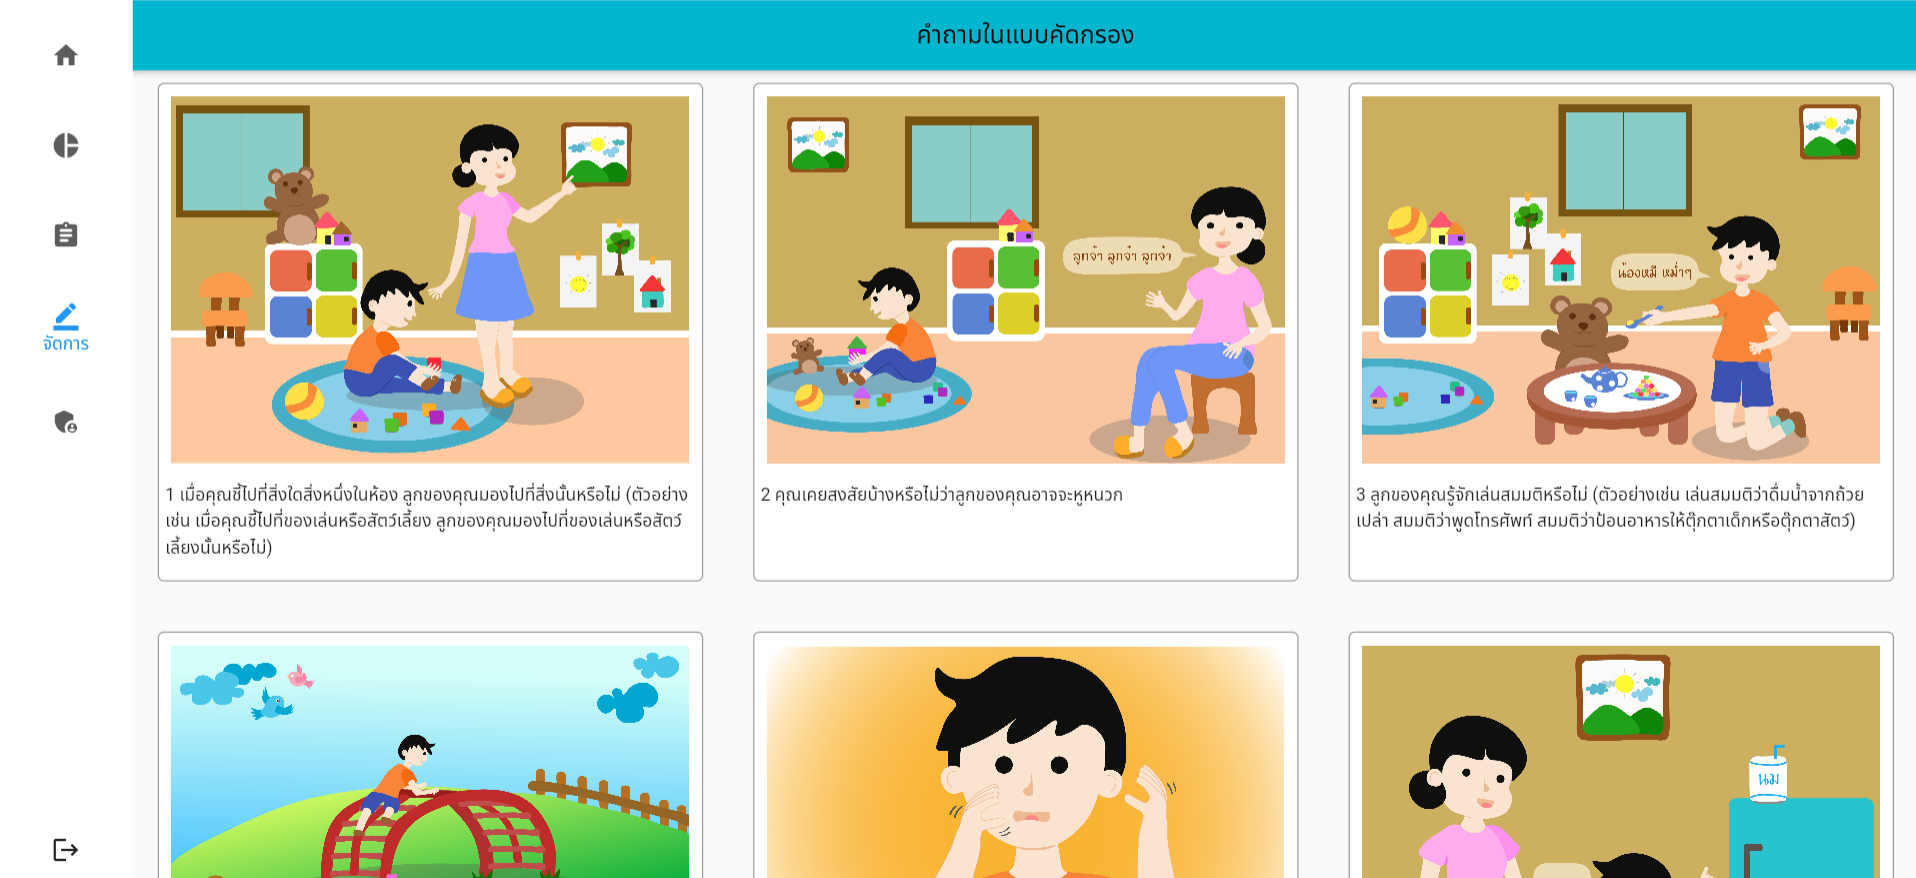 คำถามในแบบคัดกรอง
จัดการ
ลูกจ๋า ลูกจ๋า ลูกจ๋า
น้องหมี หม่ำๆ
1 เมื่อคุณชี้ไปที่สิ่งใดสิ่งหนึ่งในห้อง ลูกของคุณมองไปที่สิ่งนั้นหรือไม่ (ตัวอย่าง
เช่น เมื่อคุณชี้ไปที่ของเล่นหรือสัตว์เลี้ยง ลูกของคุณมองไปที่ของเล่นหรือสัตว์
เลี้ยงนั้นหรือไม่)
2 คุณเคยสงสัยบ้างหรือไม่ว่าลูกของคุณอาจจะหูหนวก
3 ลูกของคุณรู้จักเล่นสมมติหรือไม่ (ตัวอย่างเช่น เล่นสมมติว่าดื่มน้ำจากถ้วย
เปล่า สมมติว่าพูดโทรศัพท์ สมมติว่าป้อนอาหารให้ตุ๊กตาเด็กหรือตุ๊กตาสัตว์)
นม